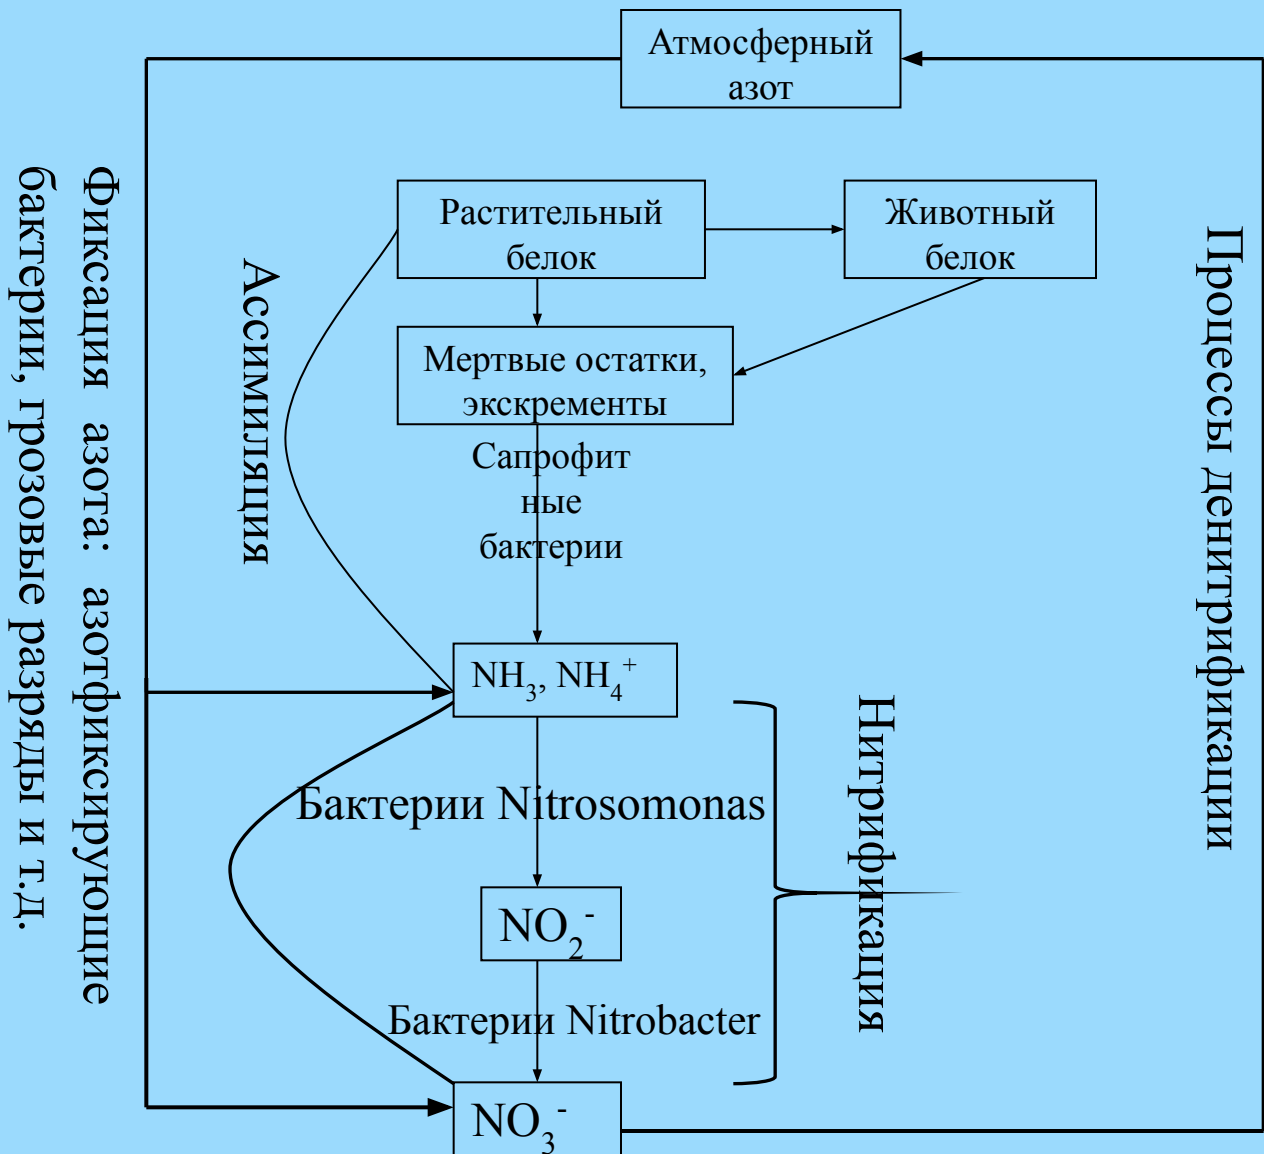 Атмосферный
азот
Растительный
белок
Животный
белок
Мертвые остатки,
экскременты
Сапрофит
ные
бактерии
Ассимиляция
Фиксация азота: азотфиксирующие
бактерии, грозовые разряды и т.д.
Процессы денитрификации
NH₃, NH₄⁺
Бактерии Nitrosomonas
Нитрификация
NO₂⁻
Бактерии Nitrobacter
NO₃⁻